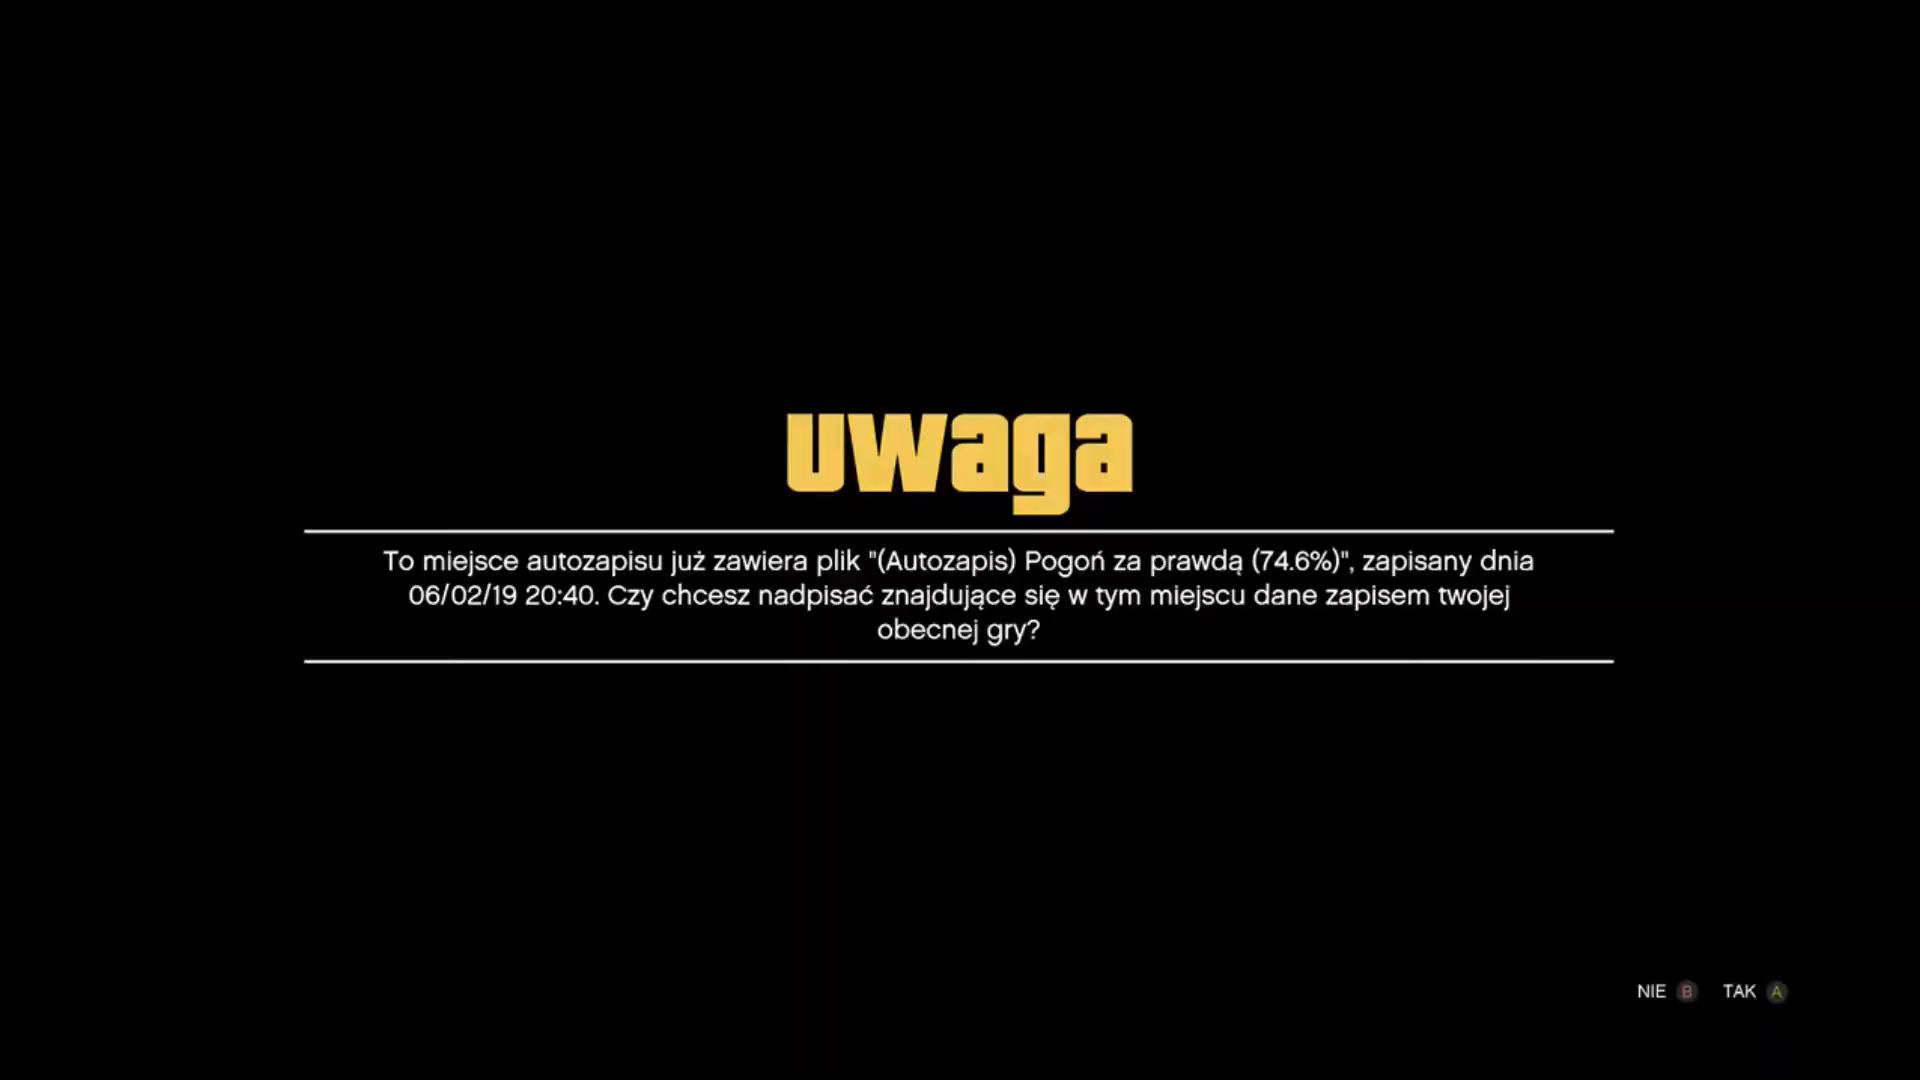 uwaga
To miejsce autozapisu już zawiera plik "(Autozapis) Pogoń za prawdą (74.6%)", zapisany dnia
06/02/19 20:40. Czy chcesz nadpisać znajdujące się w tym miejscu dane zapisem twojej
obecnej gry?
NIE B TAK A